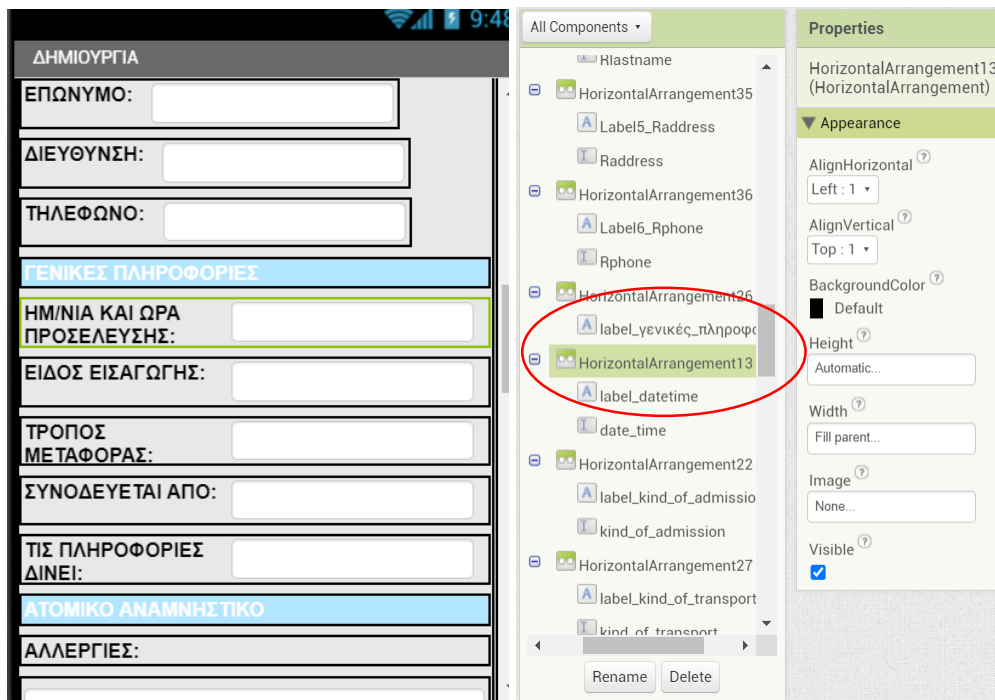 9:48
ΔΗΜΙΟΥΡΓΙΑ
ΕΠΩΝΥΜΟ:
ΔΙΕΥΘΥΝΣΗ:
ΤΗΛΕΦΩΝΟ:
ΓΕΝΙΚΕΣ ΠΛΗΡΟΦΟΡΙΕΣ
ΗΜ/ΝΙΑ ΚΑΙ ΩΡΑ
ΠΡΟΣΕΛΕΥΣΗΣ:
ΕΙΔΟΣ ΕΙΣΑΓΩΓΗΣ:
ΤΡΟΠΟΣ
ΜΕΤΑΦΟΡΑΣ:
ΣΥΝΟΔΕΥΕΤΑΙ ΑΠΟ:
ΤΙΣ ΠΛΗΡΟΦΟΡΙΕΣ
ΔΙΝΕΙ:
ΑΤΟΜΙΚΟ ΑΝΑΜΝΗΣΤΙΚΟ
ΑΛΛΕΡΓΙΕΣ:
All Components
Rlastname
HorizontalArrangement35
Label5_Raddress
Raddress
HorizontalArrangement36
Label6_Rphone
Rphone
HorizontalArrangement26
label_γενικές_πληροφο
HorizontalArrangement13
label_datetime
date_time
HorizontalArrangement22
label_kind_of_admissio
kind_of_admission
HorizontalArrangement27
label_kind_of_transport
kind_of_transport
Rename Delete
Properties
HorizontalArrangement13
(HorizontalArrangement)
Appearance
AlignHorizontal ?
Left : 1
AlignVertical ?
Top : 1
BackgroundColor ?
Default
Height ?
Automatic...
Width ?
Fill parent...
Image ?
None...
Visible ?